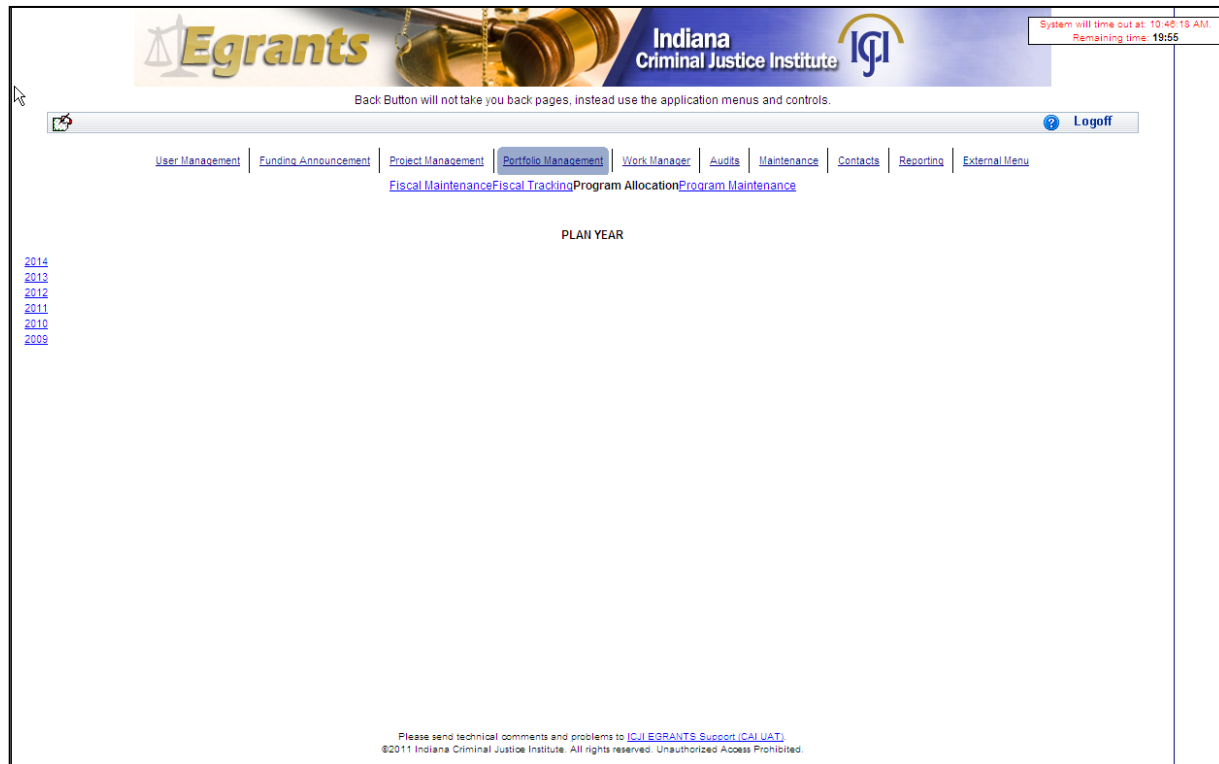 Egrants
Indiana
Criminal Justice Institute
ICJI
System will time out at: 10:46:18 AM.
Remaining time: 19:55
Back Button will not take you back pages, instead use the application menus and controls.
? Logoff
User Management Funding Announcement Project Management Portfolio Management Work Manager Audits Maintenance Contacts Reporting External Menu
Fiscal MaintenanceFiscal TrackingProgram AllocationProgram Maintenance
PLAN YEAR
2014
2013
2012
2011
2010
2009
Please send technical comments and problems to ICJI EGRANTS Support (CAI UAT).
©2011 Indiana Criminal Justice Institute. All rights reserved. Unauthorized Access Prohibited.